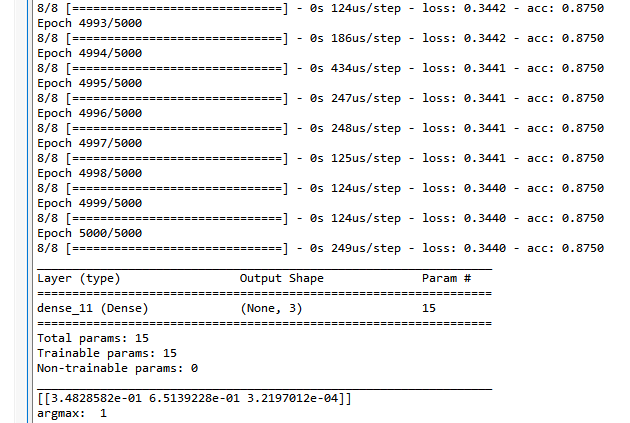 8/8 [==============================] - 0s 124us/step - loss: 0.3442 - acc: 0.8750
Epoch 4993/5000
8/8 [==============================] - 0s 186us/step - loss: 0.3442 - acc: 0.8750
Epoch 4994/5000
8/8 [==============================] - 0s 434us/step - loss: 0.3441 - acc: 0.8750
Epoch 4995/5000
8/8 [==============================] - 0s 247us/step - loss: 0.3441 - acc: 0.8750
Epoch 4996/5000
8/8 [==============================] - 0s 248us/step - loss: 0.3441 - acc: 0.8750
Epoch 4997/5000
8/8 [==============================] - 0s 125us/step - loss: 0.3441 - acc: 0.8750
Epoch 4998/5000
8/8 [==============================] - 0s 124us/step - loss: 0.3440 - acc: 0.8750
Epoch 4999/5000
8/8 [==============================] - 0s 124us/step - loss: 0.3440 - acc: 0.8750
Epoch 5000/5000
8/8 [==============================] - 0s 249us/step - loss: 0.3440 - acc: 0.8750
_________________________________________________________________
Layer (type)                 Output Shape              Param #
=================================================================
dense_11 (Dense)             (None, 3)                 15
=================================================================
Total params: 15
Trainable params: 15
Non-trainable params: 0
_________________________________________________________________
[[3.4828582e-01 6.5139228e-01 3.2197012e-04]]
argmax:  1